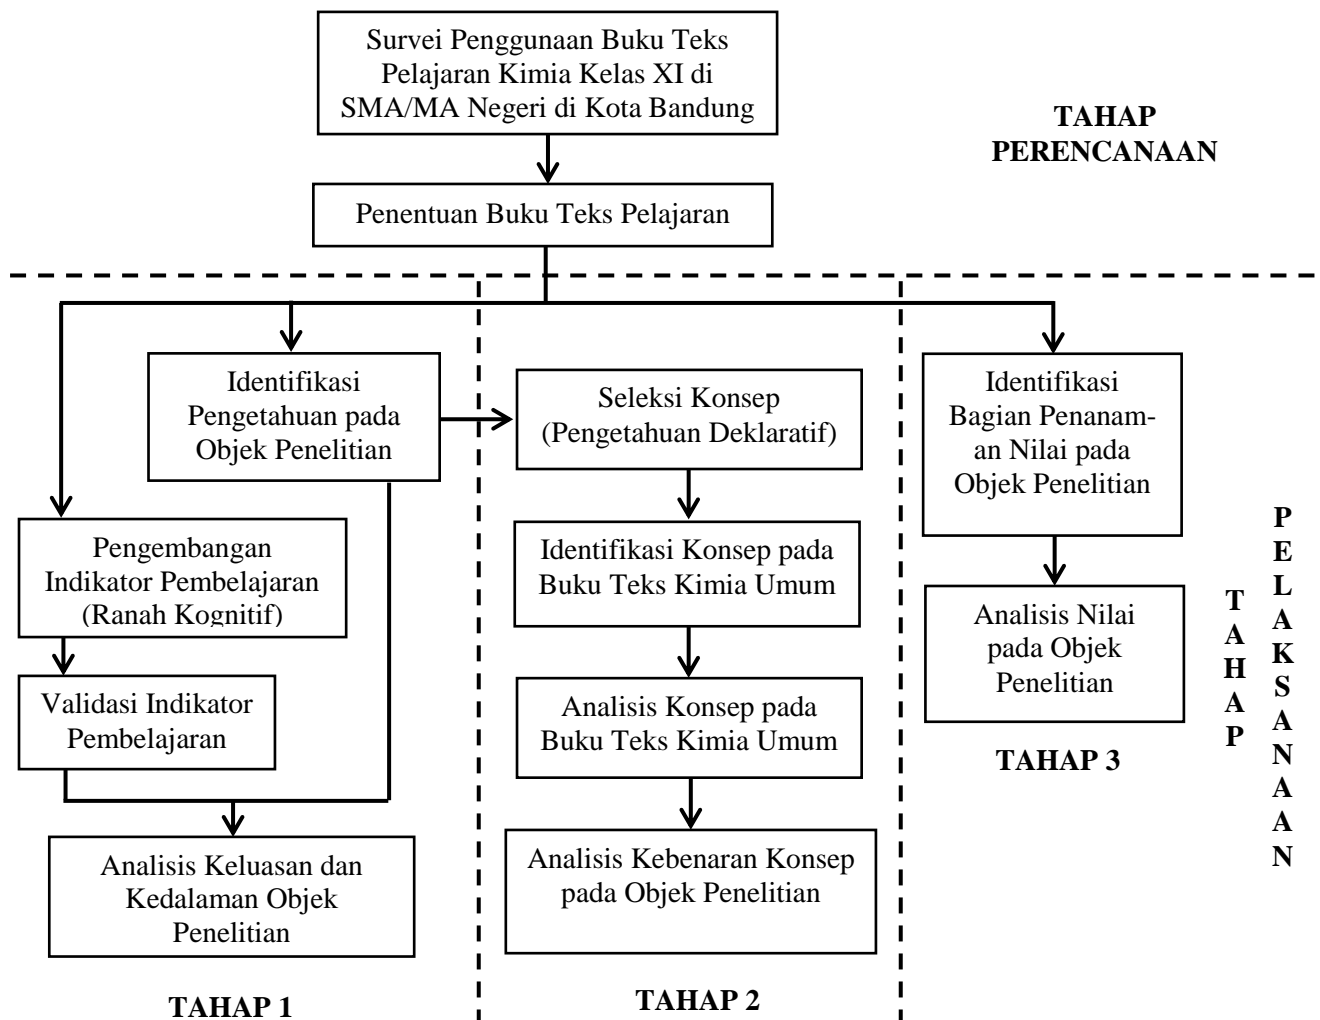 Survei Penggunaan Buku Teks
Pelajaran Kimia Kelas XI di
SMA/MA Negeri di Kota Bandung
TAHAP
PERENCANAAN
Penentuan Buku Teks Pelajaran
Identifikasi
Pengetahuan pada
Objek Penelitian
Pengembangan
Indikator Pembelajaran
(Ranah Kognitif)
Validasi Indikator
Pembelajaran
Analisis Keluasan dan
Kedalaman Objek
Penelitian
TAHAP 1
Seleksi Konsep
(Pengetahuan Deklaratif)
Identifikasi Konsep pada
Buku Teks Kimia Umum
Analisis Konsep pada
Buku Teks Kimia Umum
Analisis Kebenaran Konsep
pada Objek Penelitian
TAHAP 2
Identifikasi
Bagian Penanam-
an Nilai pada
Objek Penelitian
Analisis Nilai
pada Objek
Penelitian
TAHAP 3
TAHAP
PELAKSANAAN